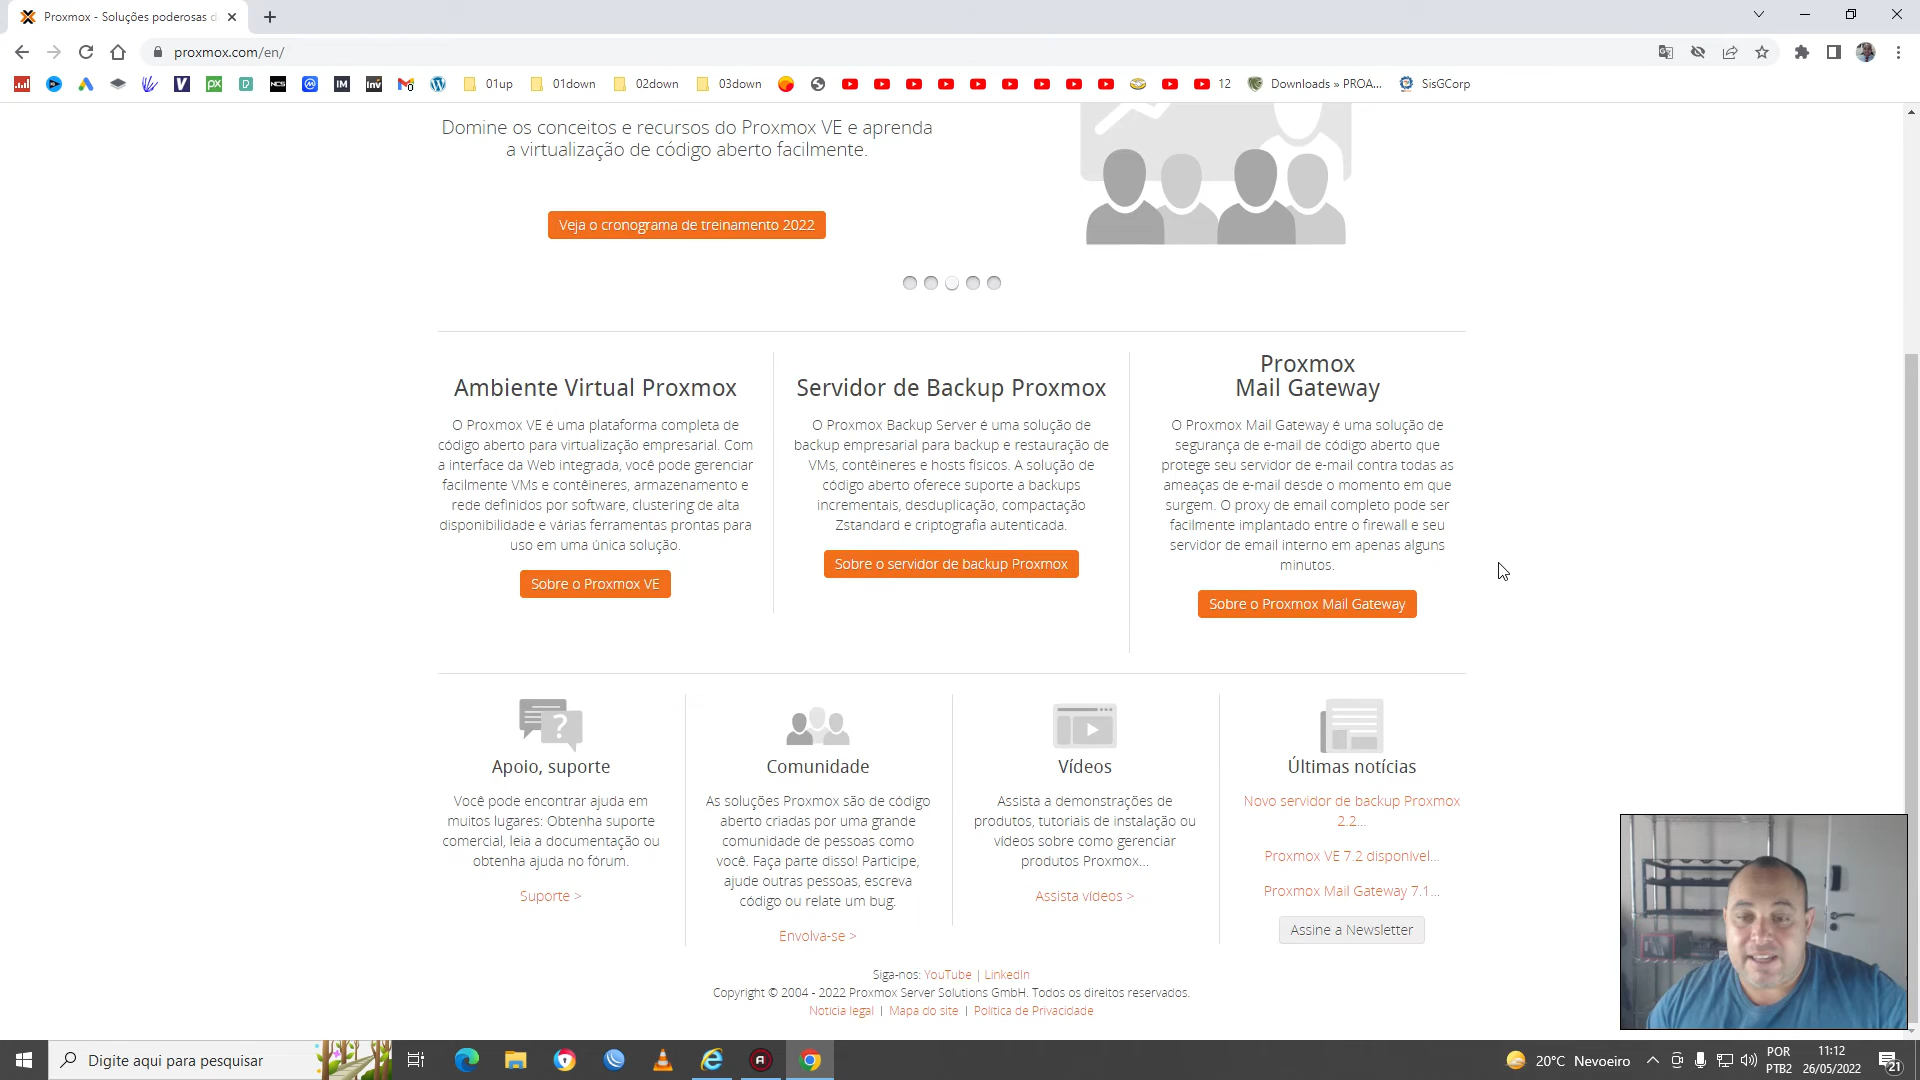 Proxmox - Soluções poderosas d
proxmox.com/en/
NCS
IM
Inv
01up
01down
02down
03down
12
Downloads » PROA...
SisGCorp
Domine os conceitos e recursos do Proxmox VE e aprenda
a virtualização de código aberto facilmente.
Veja o cronograma de treinamento 2022
Ambiente Virtual Proxmox
O Proxmox VE é uma plataforma completa de
código aberto para virtualização empresarial. Com
a interface da Web integrada, você pode gerenciar
facilmente VMs e contêineres, armazenamento e
rede definidos por software, clustering de alta
disponibilidade e várias ferramentas prontas para
uso em uma única solução.
Sobre o Proxmox VE
Servidor de Backup Proxmox
O Proxmox Backup Server é uma solução de
backup empresarial para backup e restauração de
VMs, contêineres e hosts físicos. A solução de
código aberto oferece suporte a backups
incrementais, desduplicação, compactação
Zstandard e criptografia autenticada.
Sobre o servidor de backup Proxmox
Proxmox
Mail Gateway
O Proxmox Mail Gateway é uma solução de
segurança de e-mail de código aberto que
protege seu servidor de e-mail contra todas as
ameaças de e-mail desde o momento em que
surgem. O proxy de email completo pode ser
facilmente implantado entre o firewall e seu
servidor de email interno em apenas alguns
minutos.
Sobre o Proxmox Mail Gateway
Apoio, suporte
Você pode encontrar ajuda em
muitos lugares: Obtenha suporte
comercial, leia a documentação ou
obtenha ajuda no fórum.
Suporte >
Comunidade
As soluções Proxmox são de código
aberto criadas por uma grande
comunidade de pessoas como
você. Faça parte disso! Participe,
ajude outras pessoas, escreva
código ou relate um bug.
Envolva-se >
Vídeos
Assista a demonstrações de
produtos, tutoriais de instalação ou
vídeos sobre como gerenciar
produtos Proxmox...
Assista vídeos >
Últimas notícias
Novo servidor de backup Proxmox
2.2...
Proxmox VE 7.2 disponível...
Proxmox Mail Gateway 7.1...
Assine a Newsletter
Siga-nos: YouTube | LinkedIn
Copyright © 2004 - 2022 Proxmox Server Solutions GmbH. Todos os direitos reservados.
Notícia legal | Mapa do site | Política de Privacidade
Digite aqui para pesquisar
20°C Nevoeiro
POR
PTB2
11:12
26/05/2022
21